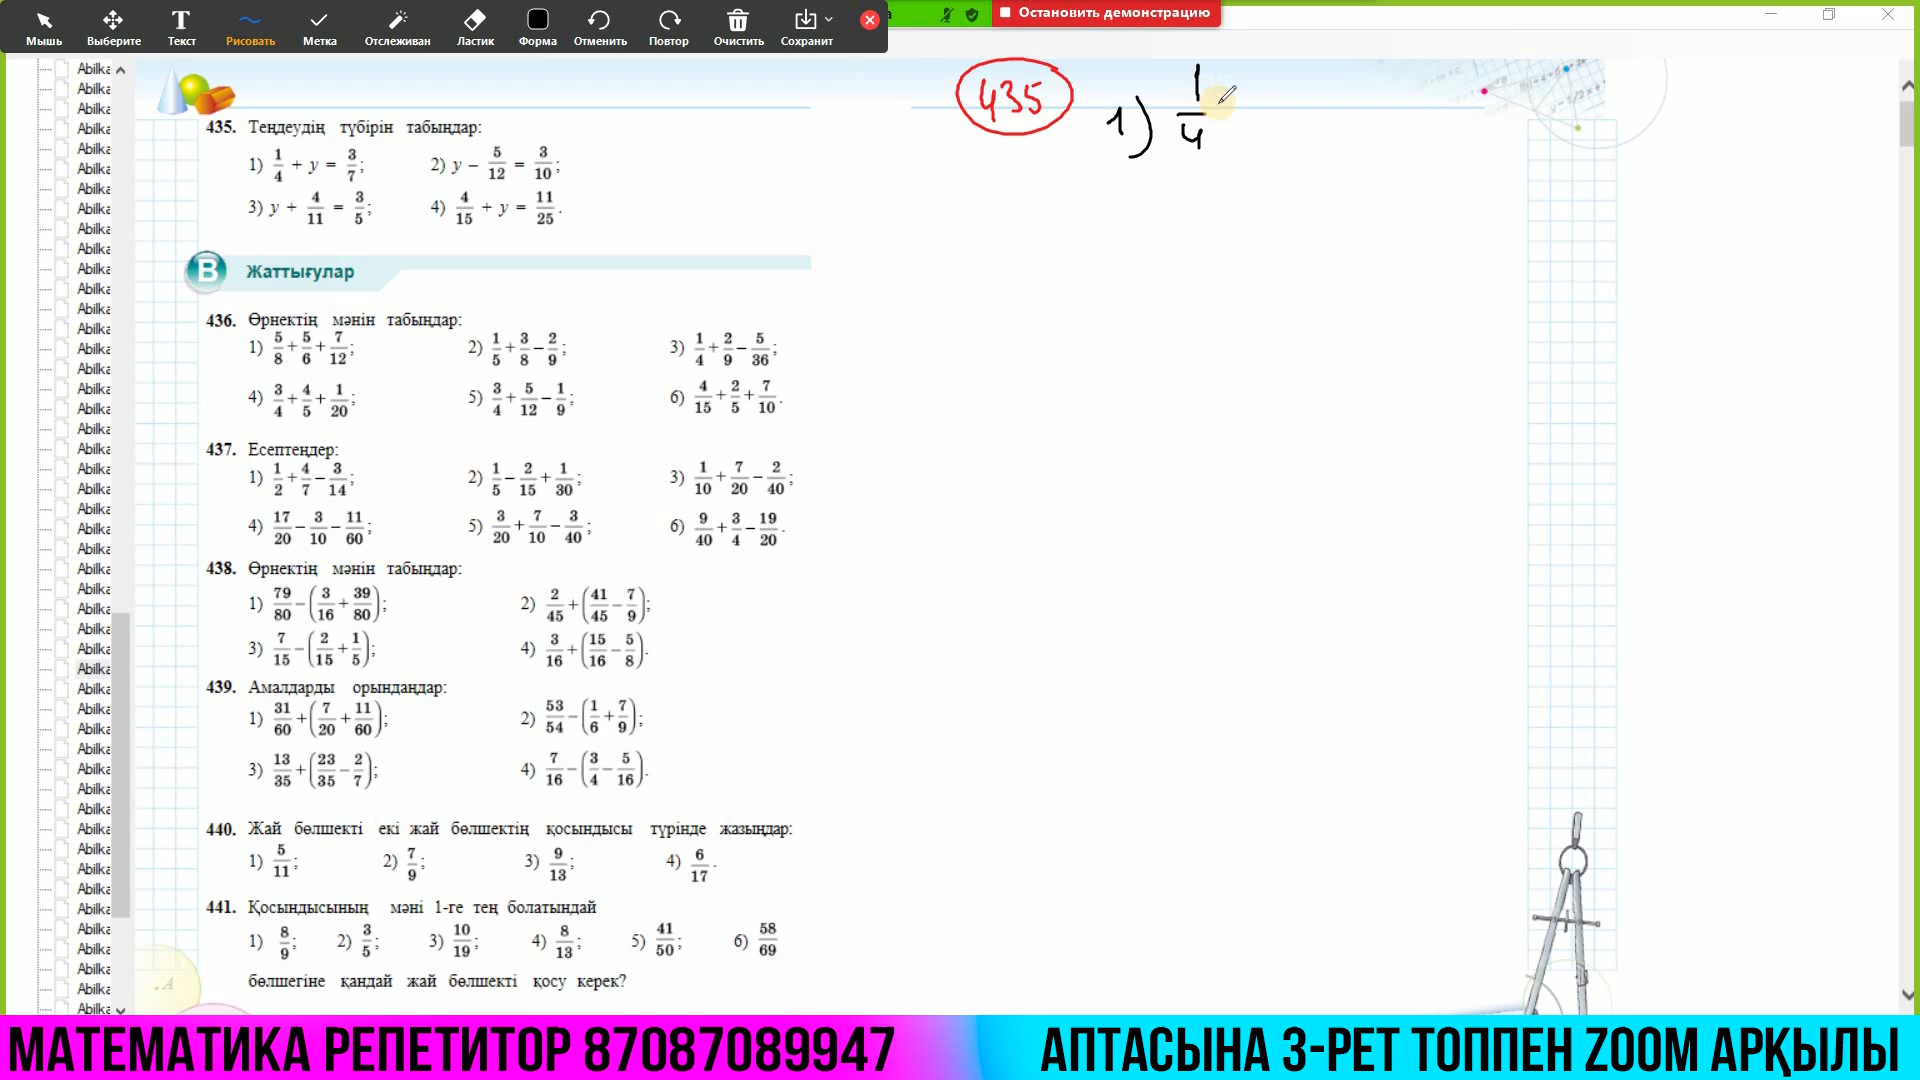 Остановить демонстрацию
Мышь Выберите Текст Рисовать Метка Отслеживан Ластик Форма Отменить Повтор Очистить Сохранит
435 1) 1/4
435. Теңдеудің түбірін табыңдар:
1) 1/4 + y = 3/7; 2) y − 5/12 = 3/10;
3) y + 4/11 = 3/5; 4) 4/15 + y = 11/25.
B Жаттығулар
436. Өрнектің мәнін табыңдар:
1) 5/8 + 5/6 + 7/12; 2) 1/5 + 3/8 − 2/9; 3) 1/4 + 2/9 − 5/36;
4) 3/4 + 4/5 + 1/20; 5) 3/4 + 5/12 − 1/9; 6) 4/15 + 2/5 + 7/10.
437. Есептеңдер:
1) 1/2 + 4/7 − 3/14; 2) 1/5 − 2/15 + 1/30; 3) 1/10 + 7/20 − 2/40;
4) 17/20 − 3/10 − 11/60; 5) 3/20 + 7/10 − 3/40; 6) 9/40 + 3/4 − 19/20.
438. Өрнектің мәнін табыңдар:
1) 79/80 − (3/16 + 39/80); 2) 2/45 + (41/45 − 7/9);
3) 7/15 − (2/15 + 1/5); 4) 3/16 + (15/16 − 5/8).
439. Амалдарды орындаңдар:
1) 31/60 + (7/20 + 11/60); 2) 53/54 − (1/6 + 7/9);
3) 13/35 + (23/35 − 2/7); 4) 7/16 − (3/4 − 5/16).
440. Жай бөлшекті екі жай бөлшектің қосындысы түрінде жазыңдар:
1) 5/11; 2) 7/9; 3) 9/13; 4) 6/17.
441. Қосындысының мәні 1-ге тең болатындай
1) 8/9; 2) 3/5; 3) 10/19; 4) 8/13; 5) 41/50; 6) 58/69
бөлшегіне қандай жай бөлшекті қосу керек?
A
МАТЕМАТИКА РЕПЕТИТОР 87087089947
АПТАСЫНА 3-РЕТ ТОППЕН ZOOM АРҚЫЛЫ